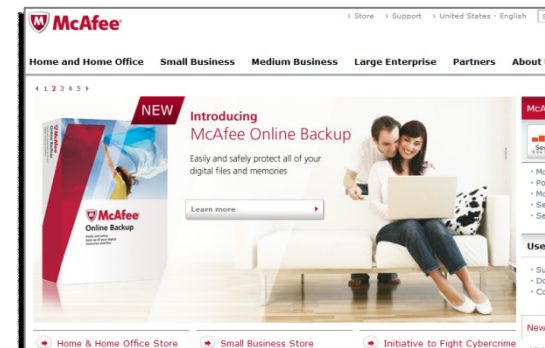 McAfee
Store Support United States - English
Home and Home Office Small Business Medium Business Large Enterprise Partners About
1 2 3 4 5
NEW
Introducing
McAfee Online Backup
Easily and safely protect all of your
digital files and memories
Learn more
McAfee
McAfee
Online Backup
Home & Home Office Store Small Business Store Initiative to Fight Cybercrime